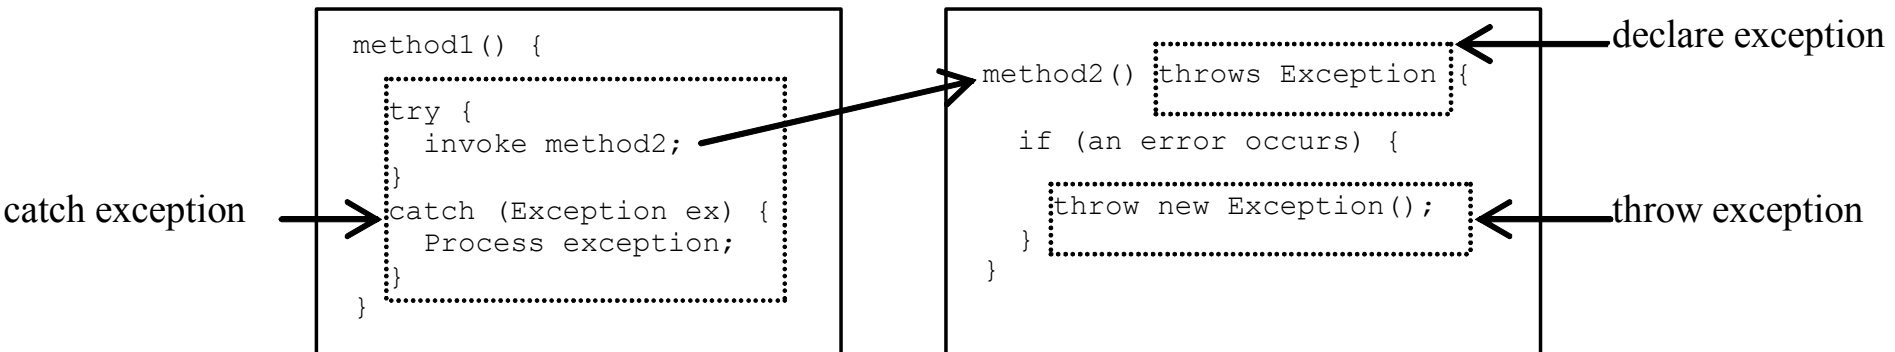 method1() {
try {
invoke method2;
}
catch (Exception ex) {
Process exception;
}
}
catch exception
method2() throws Exception {
if (an error occurs) {
throw new Exception();
}
}
declare exception
throw exception